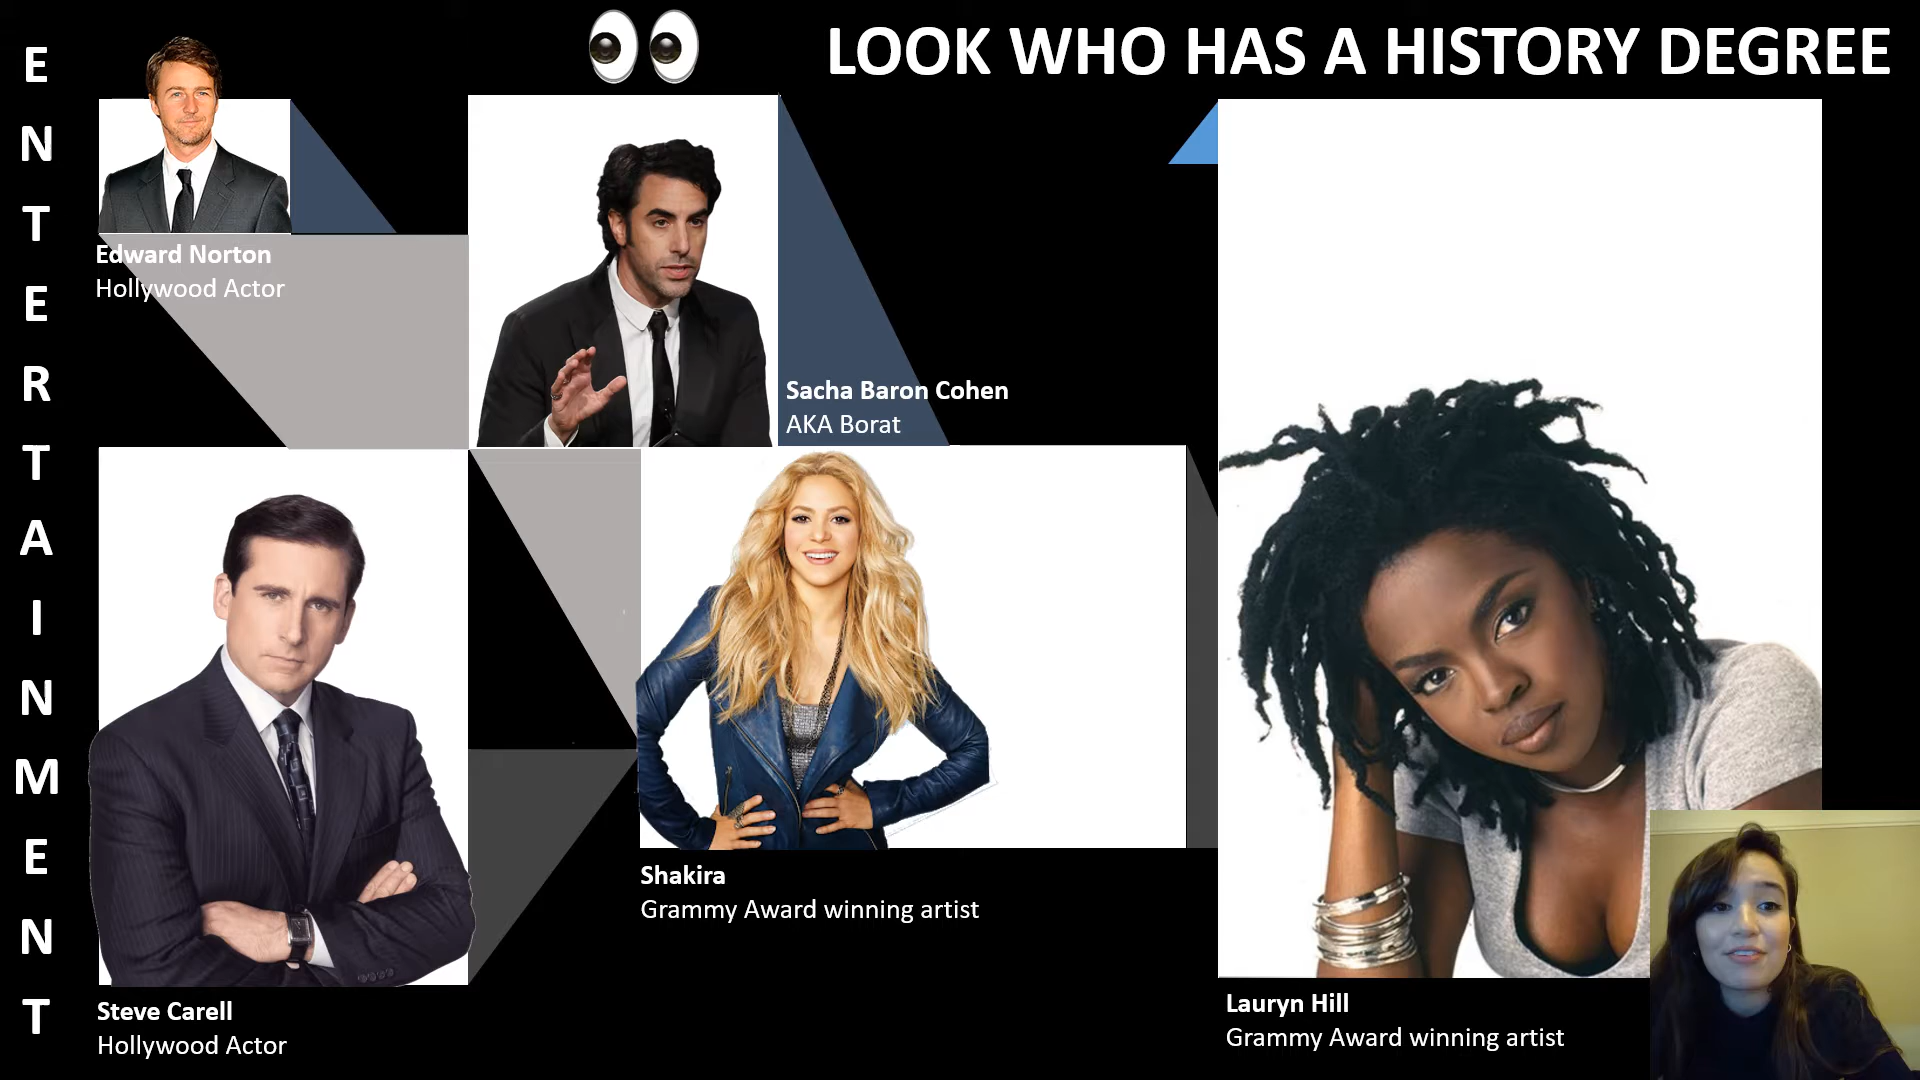 LOOK WHO HAS A HISTORY DEGREE
ENTERTAINMENT
Edward Norton
Hollywood Actor
Sacha Baron Cohen
AKA Borat
Steve Carell
Hollywood Actor
Shakira
Grammy Award winning artist
Lauryn Hill
Grammy Award winning artist